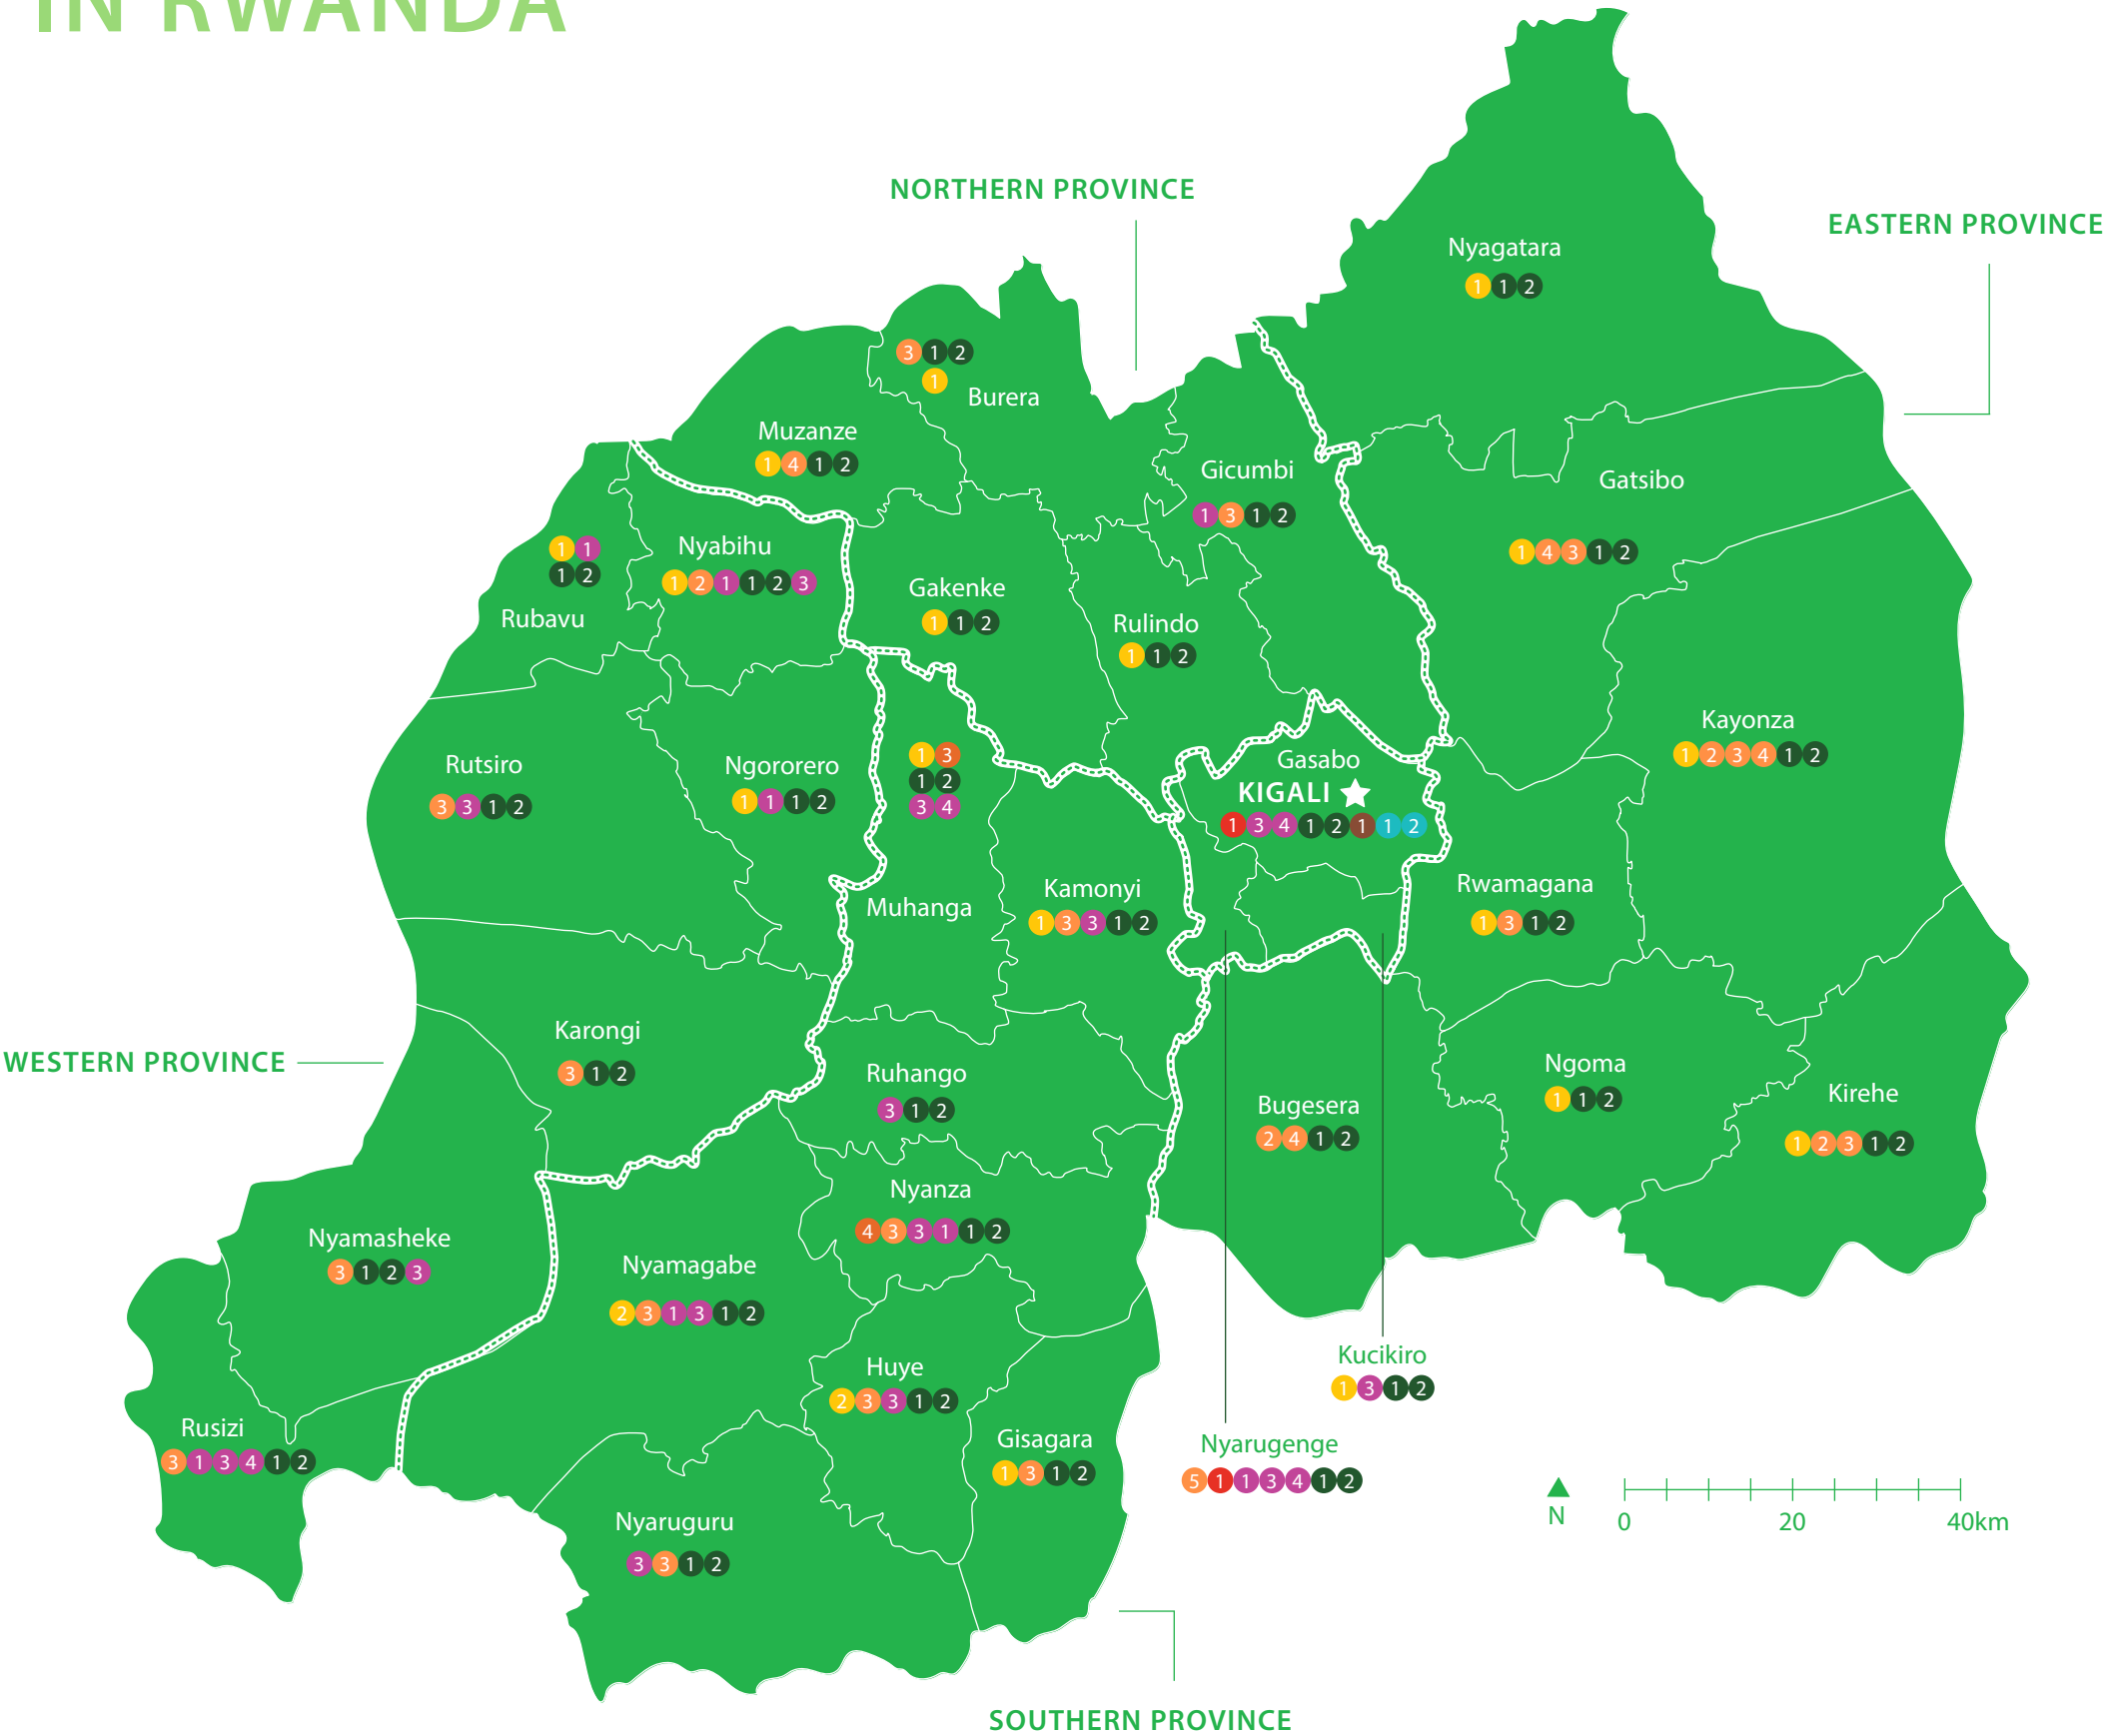 IN RWANDA
NORTHERN PROVINCE
EASTERN PROVINCE
Nyagatara
1 1 2
3 1 2
1
Burera
Muzanze
1 4 1 2
Gicumbi
1 3 1 2
Gatsibo
1 4 3 1 2
1 1
1 2
Rubavu
Nyabihu
1 2 1 1 2 3
Gakenke
1 1 2
Rulindo
1 1 2
Kayonza
1 2 3 4 1 2
Rutsiro
3 3 1 2
Ngororero
1 1 1 2
1 3
1 2
3 4
Muhanga
Gasabo
KIGALI
1 3 4 1 2 1 1 2
Kamonyi
1 3 3 1 2
Rwamagana
1 3 1 2
WESTERN PROVINCE
Karongi
3 1 2
Ruhango
3 1 2
Bugesera
2 4 1 2
Ngoma
1 1 2
Kirehe
1 2 3 1 2
Nyanza
4 3 3 1 1 2
Nyamasheke
3 1 2 3
Nyamagabe
2 3 1 3 1 2
Huye
2 3 3 1 2
Kucikiro
1 3 1 2
Rusizi
3 1 3 4 1 2
Gisagara
1 3 1 2
Nyarugenge
5 1 1 3 4 1 2
Nyaruguru
3 3 1 2
N
0 20 40km
SOUTHERN PROVINCE